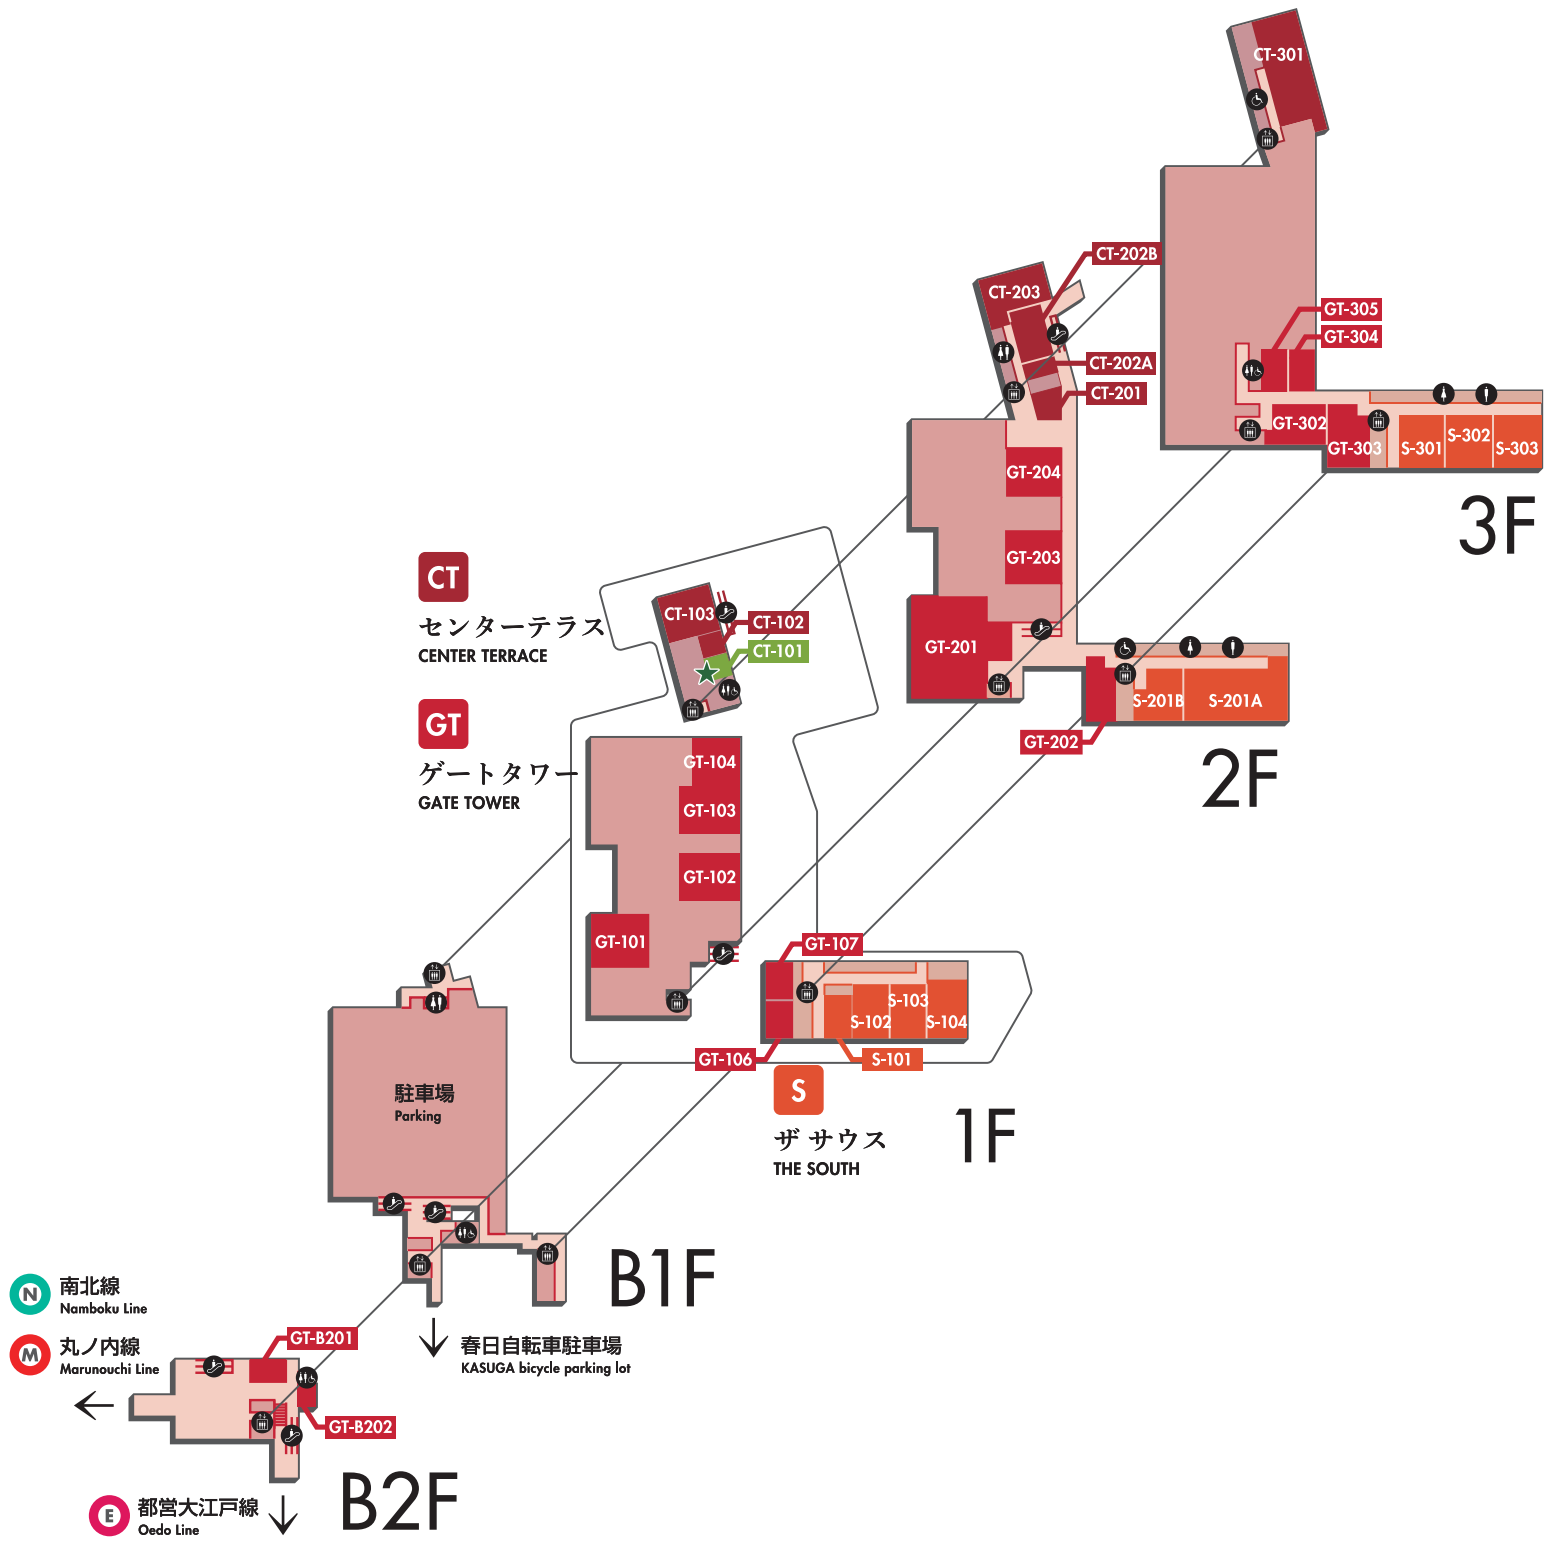 CT-301
CT-202B
CT-203
GT-305
GT-304
CT-202A
CT-201
GT-302
GT-303
S-301
S-302
S-303
3F
GT-204
GT-203
GT-201
S-201B
S-201A
GT-202
2F
CT
センターテラス
CENTER TERRACE
GT
ゲートタワー
GATE TOWER
CT-103
CT-102
CT-101
GT-104
GT-103
GT-102
GT-101
GT-107
S-103
S-102
S-104
GT-106
S-101
S
ザ サウス
THE SOUTH
1F
駐車場
Parking
B1F
N
南北線
Namboku Line
M
丸ノ内線
Marunouchi Line
春日自転車駐車場
KASUGA bicycle parking lot
GT-B201
GT-B202
B2F
E
都営大江戸線
Oedo Line